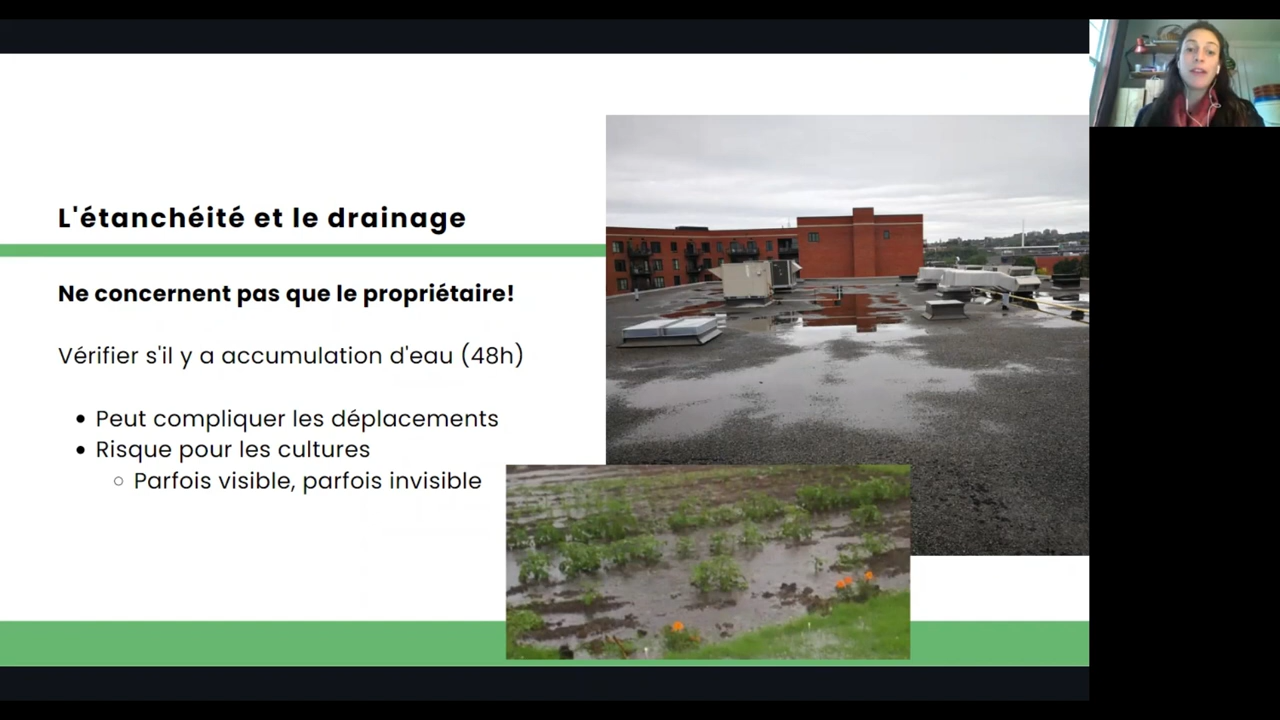 L'étanchéité et le drainage
Ne concernent pas que le propriétaire!
Vérifier s'il y a accumulation d'eau (48h)
• Peut compliquer les déplacements
• Risque pour les cultures
○ Parfois visible, parfois invisible